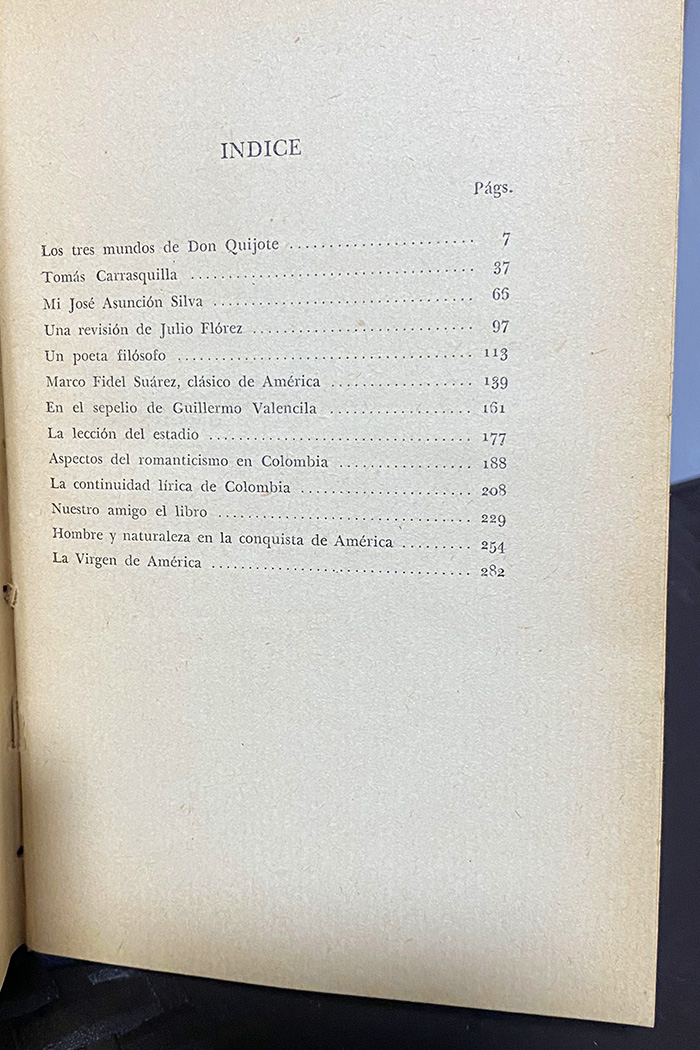 INDICE
Págs.
Los tres mundos de Don Quijote ........................ 7
Tomás Carrasquilla .................................... 37
Mi José Asunción Silva ................................. 66
Una revisión de Julio Flórez ............................ 97
Un poeta filósofo ...................................... 113
Marco Fidel Suárez, clásico de América .................. 139
En el sepelio de Guillermo Valencila .................... 161
La lección del estadio .................................. 177
Aspectos del romanticismo en Colombia ................. 188
La continuidad lírica de Colombia ....................... 208
Nuestro amigo el libro ................................. 229
Hombre y naturaleza en la conquista de América ......... 254
La Virgen de América .................................. 282